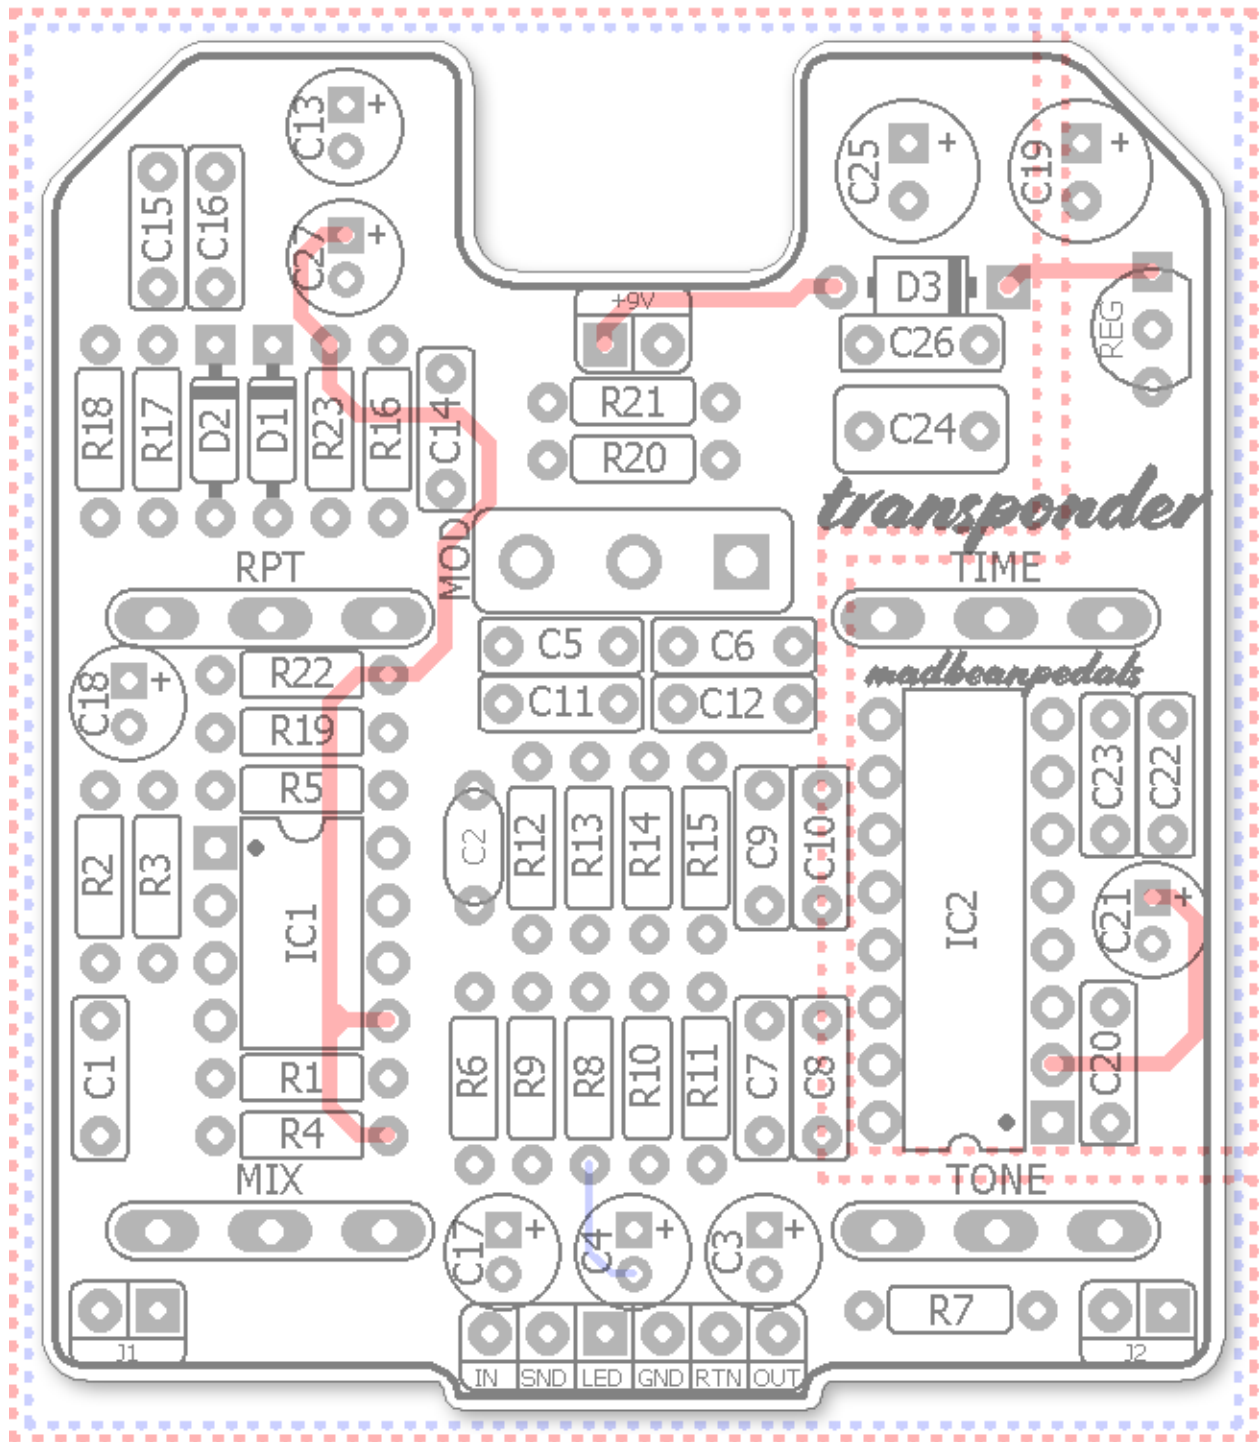 C13 +
C25 +
C19 +
C15
C16
C27 +
+9V
D3
REG
C26
R18
R17
D2
D1
R23
R16
C14
R21
R20
C24
transponder
MOD
RPT
TIME
C5
C6
R22
madbeanpedals
C18 +
C11
C12
R19
R5
C23
C22
R2
R3
C2
R12
R13
R14
R15
C9
C10
IC1
IC2
C21 +
C1
R1
R6
R9
R8
R10
R11
C7
C8
C20
R4
MIX
TONE
C17 +
C4 +
C3 +
R7
J1
J2
IN SND LED GND RTN OUT